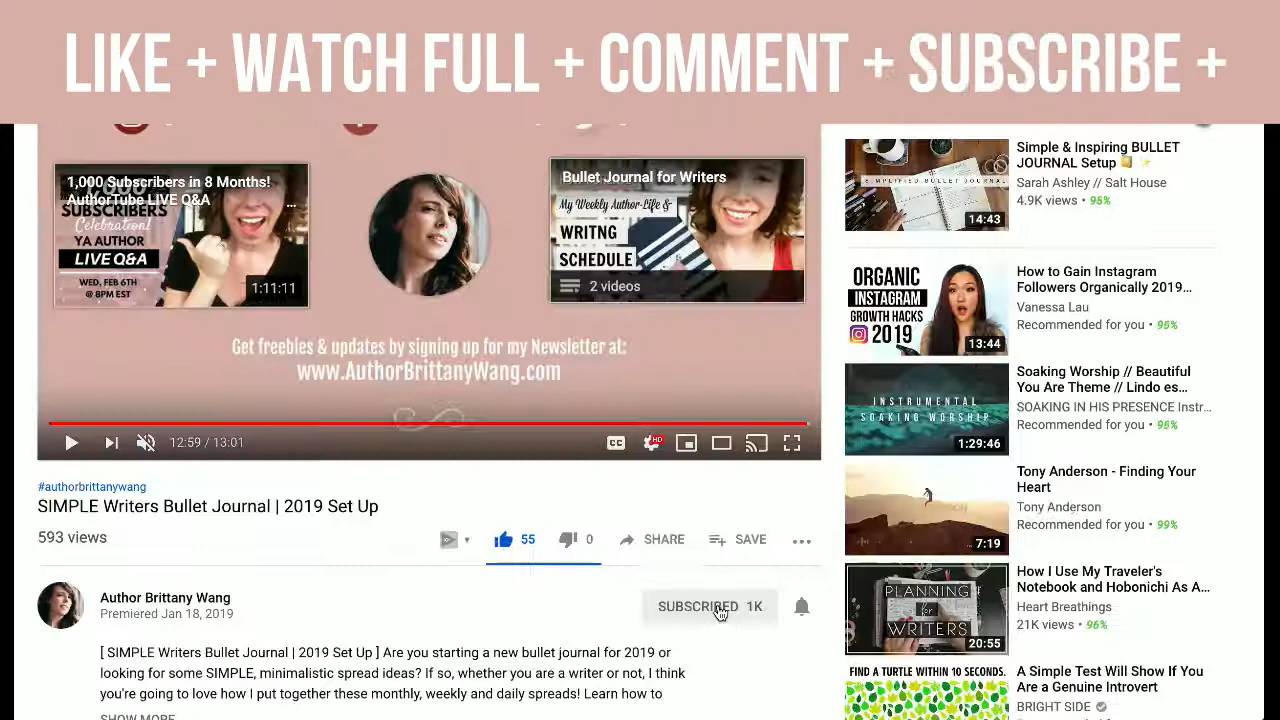 LIKE + WATCH FULL + COMMENT + SUBSCRIBE +
1,000 Subscribers in 8 Months!
AuthorTube LIVE Q&A
...
SUBSCRIBERS
Celebration!
YA AUTHOR
LIVE Q&A
WED, FEB 6TH
@ 8PM EST
1:11:11
Bullet Journal for Writers
My Weekly Author-Life &
WRITNG
SCHEDULE
2 videos
Get freebles & updates by signing up for my Newsletter at:
www.AuthorBrittanyWang.com
12:59 / 13:01
CC
HD
#authorbrittanywang
SIMPLE Writers Bullet Journal | 2019 Set Up
593 views
55
0
SHARE
SAVE
Author Brittany Wang
Premiered Jan 18, 2019
SUBSCRIBED 1K
[ SIMPLE Writers Bullet Journal | 2019 Set Up ] Are you starting a new bullet journal for 2019 or
looking for some SIMPLE, minimalistic spread ideas? If so, whether you are a writer or not, I think
you're going to love how I put together these monthly, weekly and daily spreads! Learn how to
SHOW MORE
SIMPLIFIED BULLET JOURNAL
14:43
Simple & Inspiring BULLET
JOURNAL Setup
Sarah Ashley // Salt House
4.9K views • 95%
ORGANIC
INSTAGRAM
GROWTH HACKS
2019
13:44
How to Gain Instagram
Followers Organically 2019...
Vanessa Lau
Recommended for you • 96%
INSTRUMENTAL
SOAKING WORSHIP
1:29:46
Soaking Worship // Beautiful
You Are Theme // Lindo es...
SOAKING IN HIS PRESENCE Instr...
Recommended for you • 96%
7:19
Tony Anderson - Finding Your
Heart
Tony Anderson
Recommended for you • 99%
PLANNING
for
WRITERS
20:55
How I Use My Traveler's
Notebook and Hobonichi As A...
Heart Breathings
21K views • 96%
FIND A TURTLE WITHIN 10 SECONDS.
A Simple Test Will Show If You
Are a Genuine Introvert
BRIGHT SIDE